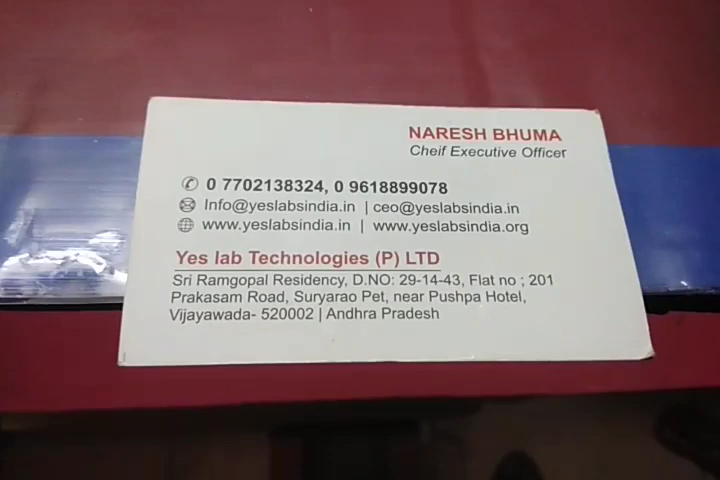 NARESH BHUMA
Cheif Executive Officer
0 7702138324, 0 9618899078
Info@yeslabsindia.in | ceo@yeslabsindia.in
www.yeslabsindia.in | www.yeslabsindia.org
Yes lab Technologies (P) LTD
Sri Ramgopal Residency, D.NO: 29-14-43, Flat no ; 201
Prakasam Road, Suryarao Pet, near Pushpa Hotel,
Vijayawada- 520002 | Andhra Pradesh